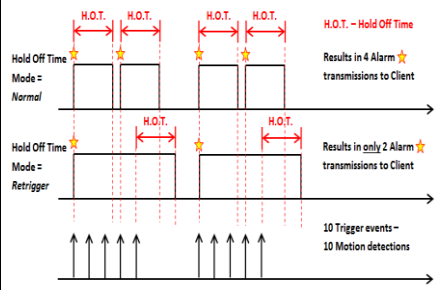 H.O.T. H.O.T. H.O.T. H.O.T.
H.O.T. – Hold Off Time
Hold Off Time
Mode =
Normal
Results in 4 Alarm
transmissions to Client
H.O.T. H.O.T.
Hold Off Time
Mode =
Retrigger
Results in only 2 Alarm
transmissions to Client
10 Trigger events –
10 Motion detections